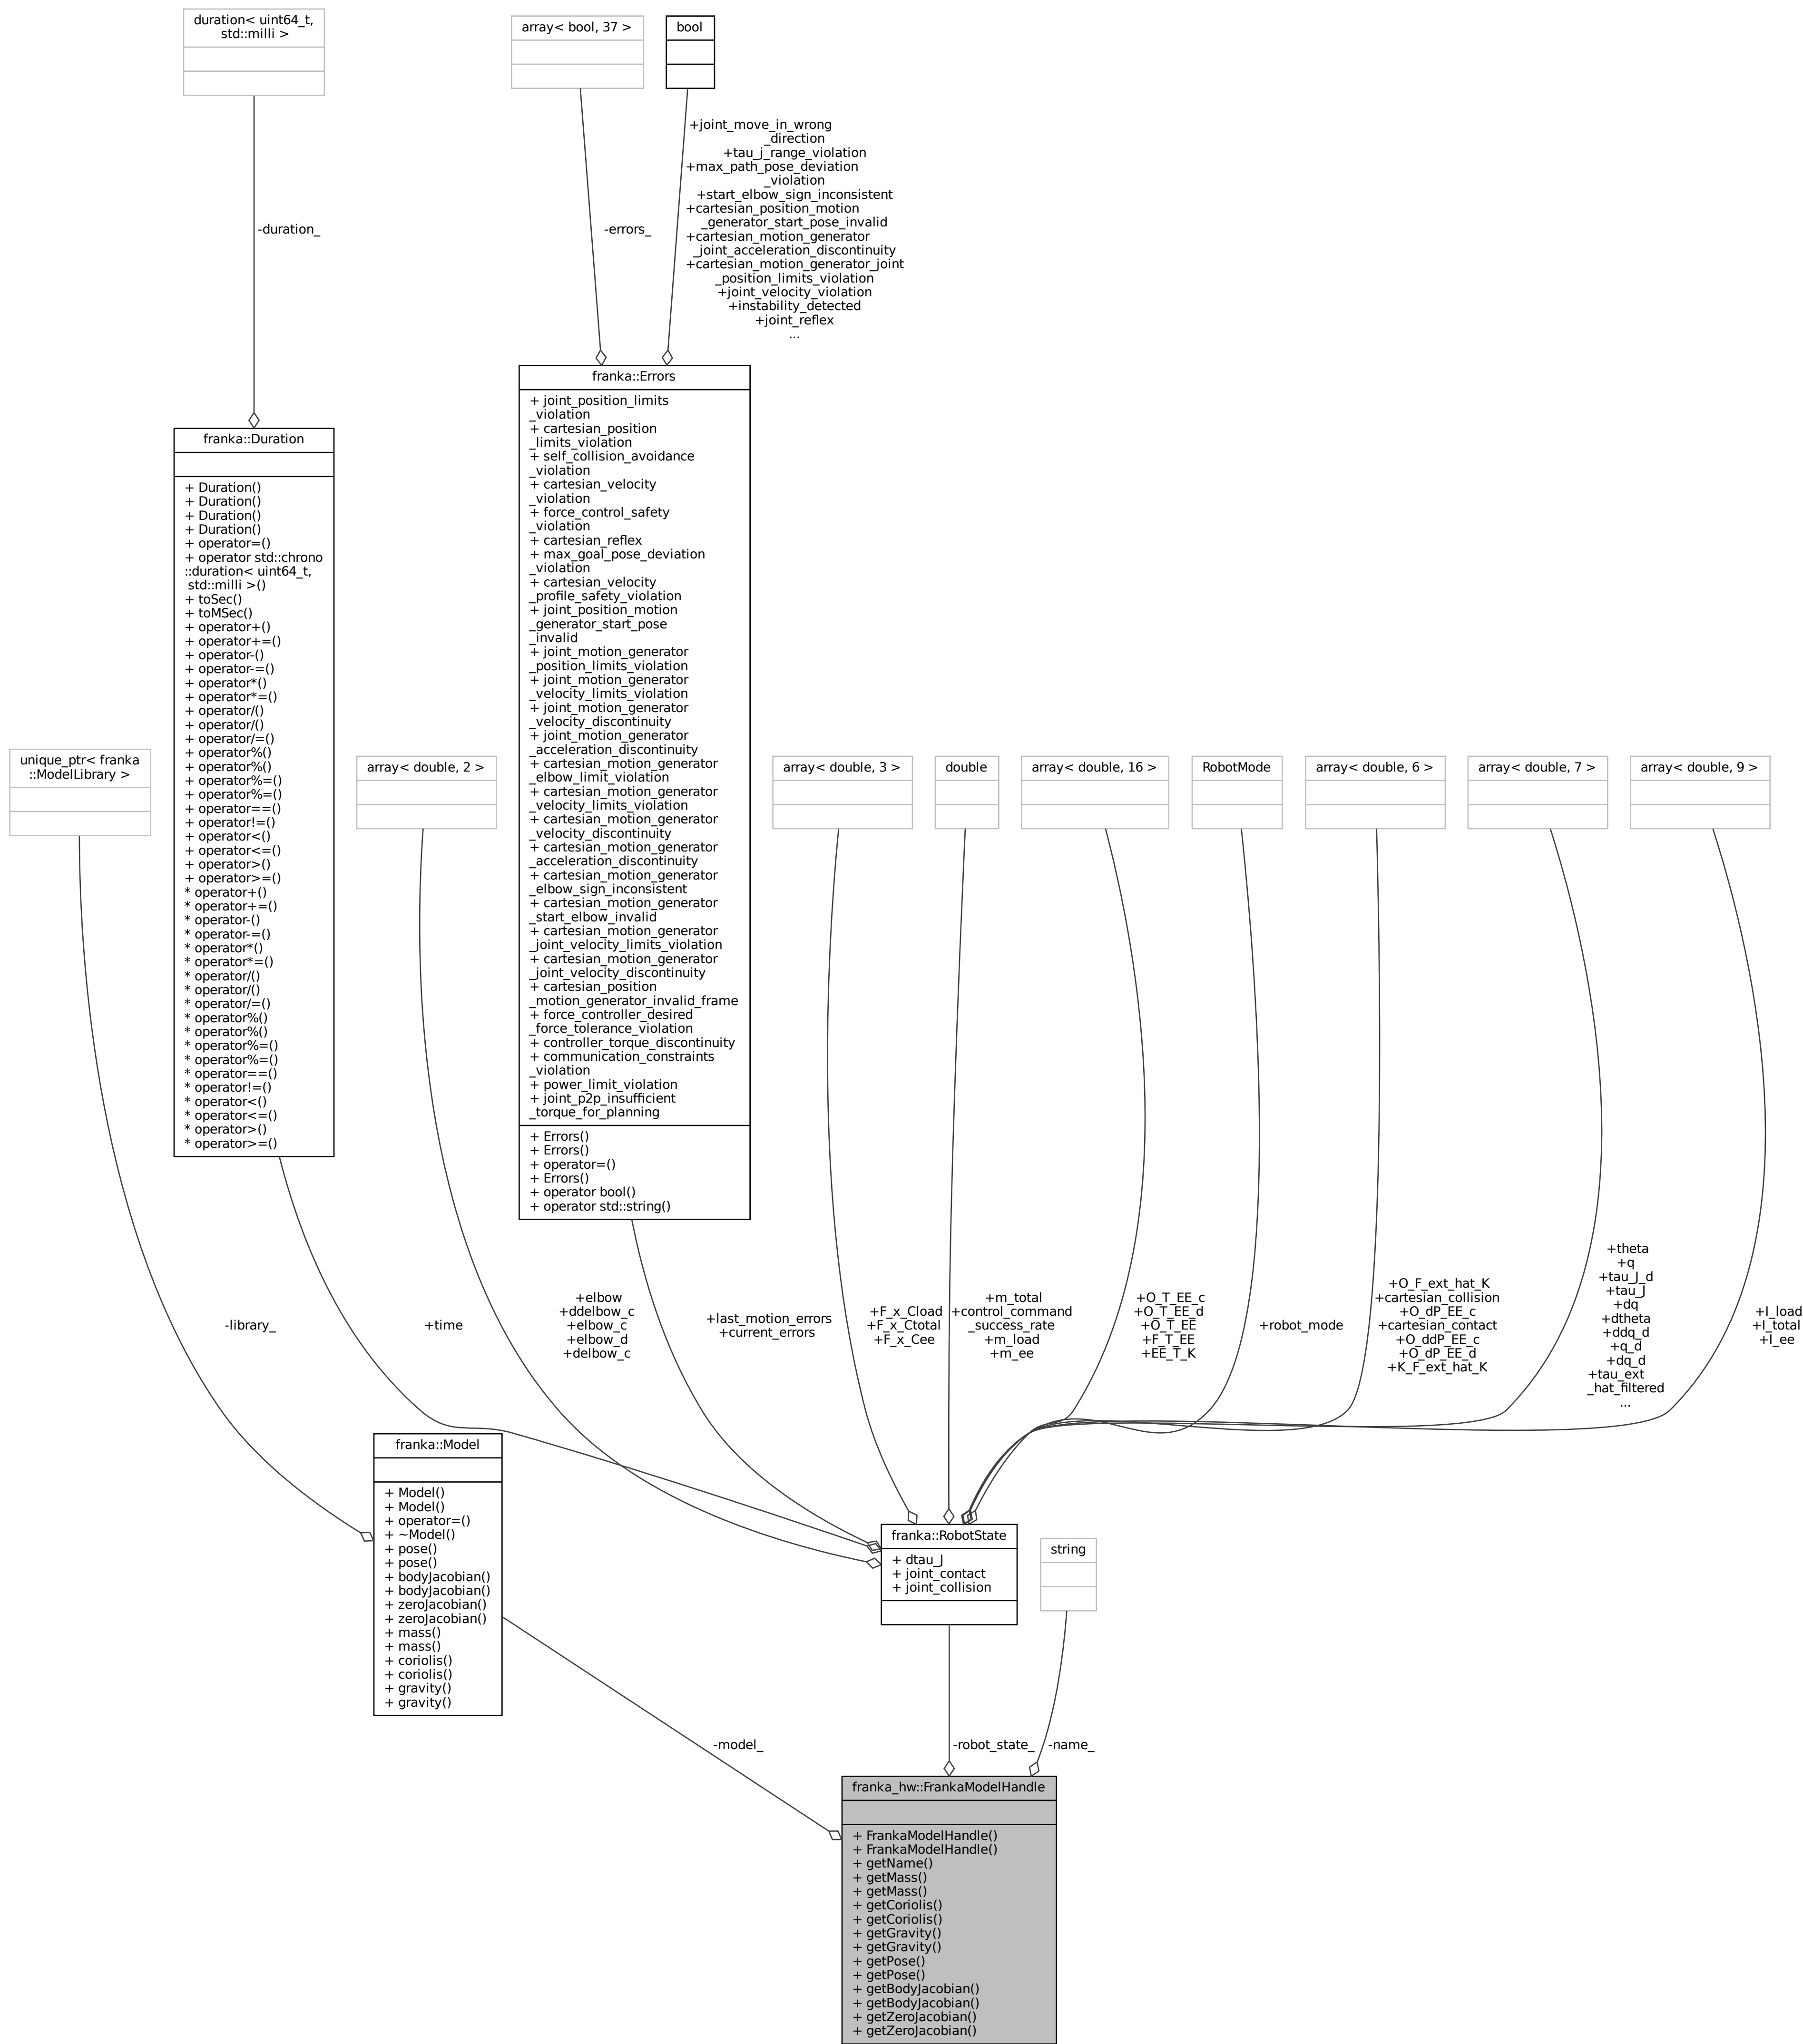 duration< uint64_t,
std::milli >
array< bool, 37 >
bool
+joint_move_in_wrong
_direction
+tau_j_range_violation
+max_path_pose_deviation
_violation
+start_elbow_sign_inconsistent
+cartesian_position_motion
_generator_start_pose_invalid
+cartesian_motion_generator
_joint_acceleration_discontinuity
+cartesian_motion_generator_joint
_position_limits_violation
+joint_velocity_violation
+instability_detected
+joint_reflex
...
-duration_
-errors_
franka::Errors
+ joint_position_limits
_violation
+ cartesian_position
_limits_violation
+ self_collision_avoidance
_violation
+ cartesian_velocity
_violation
+ force_control_safety
_violation
+ cartesian_reflex
+ max_goal_pose_deviation
_violation
+ cartesian_velocity
_profile_safety_violation
+ joint_position_motion
_generator_start_pose
_invalid
+ joint_motion_generator
_position_limits_violation
+ joint_motion_generator
_velocity_limits_violation
+ joint_motion_generator
_velocity_discontinuity
+ joint_motion_generator
_acceleration_discontinuity
+ cartesian_motion_generator
_elbow_limit_violation
+ cartesian_motion_generator
_velocity_limits_violation
+ cartesian_motion_generator
_velocity_discontinuity
+ cartesian_motion_generator
_acceleration_discontinuity
+ cartesian_motion_generator
_elbow_sign_inconsistent
+ cartesian_motion_generator
_start_elbow_invalid
+ cartesian_motion_generator
_joint_velocity_limits_violation
+ cartesian_motion_generator
_joint_velocity_discontinuity
+ cartesian_position
_motion_generator_invalid_frame
+ force_controller_desired
_force_tolerance_violation
+ controller_torque_discontinuity
+ communication_constraints
_violation
+ power_limit_violation
+ joint_p2p_insufficient
_torque_for_planning
+ Errors()
+ Errors()
+ operator=()
+ Errors()
+ operator bool()
+ operator std::string()
franka::Duration
+ Duration()
+ Duration()
+ Duration()
+ Duration()
+ operator=()
+ operator std::chrono
::duration< uint64_t,
std::milli >()
+ toSec()
+ toMSec()
+ operator+()
+ operator+=()
+ operator-()
+ operator-=()
+ operator*()
+ operator*=()
+ operator/()
+ operator/()
+ operator/=()
+ operator%()
+ operator%()
+ operator%=()
+ operator%=()
+ operator==()
+ operator!=()
+ operator<()
+ operator<=()
+ operator>()
+ operator>=()
* operator+()
* operator+=()
* operator-()
* operator-=()
* operator*()
* operator*=()
* operator/()
* operator/()
* operator/=()
* operator%()
* operator%()
* operator%=()
* operator%=()
* operator==()
* operator!=()
* operator<()
* operator<=()
* operator>()
* operator>=()
unique_ptr< franka
::ModelLibrary >
array< double, 2 >
array< double, 3 >
double
array< double, 16 >
RobotMode
array< double, 6 >
array< double, 7 >
array< double, 9 >
-library_
+time
+elbow
+ddelbow_c
+elbow_c
+elbow_d
+delbow_c
+last_motion_errors
+current_errors
+F_x_Cload
+F_x_Ctotal
+F_x_Cee
+m_total
+control_command
_success_rate
+m_load
+m_ee
+O_T_EE_c
+O_T_EE_d
+O_T_EE
+F_T_EE
+EE_T_K
+robot_mode
+O_F_ext_hat_K
+cartesian_collision
+O_dP_EE_c
+cartesian_contact
+O_ddP_EE_c
+O_dP_EE_d
+K_F_ext_hat_K
+theta
+q
+tau_J_d
+tau_J
+dq
+dtheta
+ddq_d
+q_d
+dq_d
+tau_ext
_hat_filtered
...
+I_load
+I_total
+I_ee
franka::Model
+ Model()
+ Model()
+ operator=()
+ ~Model()
+ pose()
+ pose()
+ bodyJacobian()
+ bodyJacobian()
+ zeroJacobian()
+ zeroJacobian()
+ mass()
+ mass()
+ coriolis()
+ coriolis()
+ gravity()
+ gravity()
franka::RobotState
+ dtau_J
+ joint_contact
+ joint_collision
string
-model_
-robot_state_
-name_
franka_hw::FrankaModelHandle
+ FrankaModelHandle()
+ FrankaModelHandle()
+ getName()
+ getMass()
+ getMass()
+ getCoriolis()
+ getCoriolis()
+ getGravity()
+ getGravity()
+ getPose()
+ getPose()
+ getBodyJacobian()
+ getBodyJacobian()
+ getZeroJacobian()
+ getZeroJacobian()